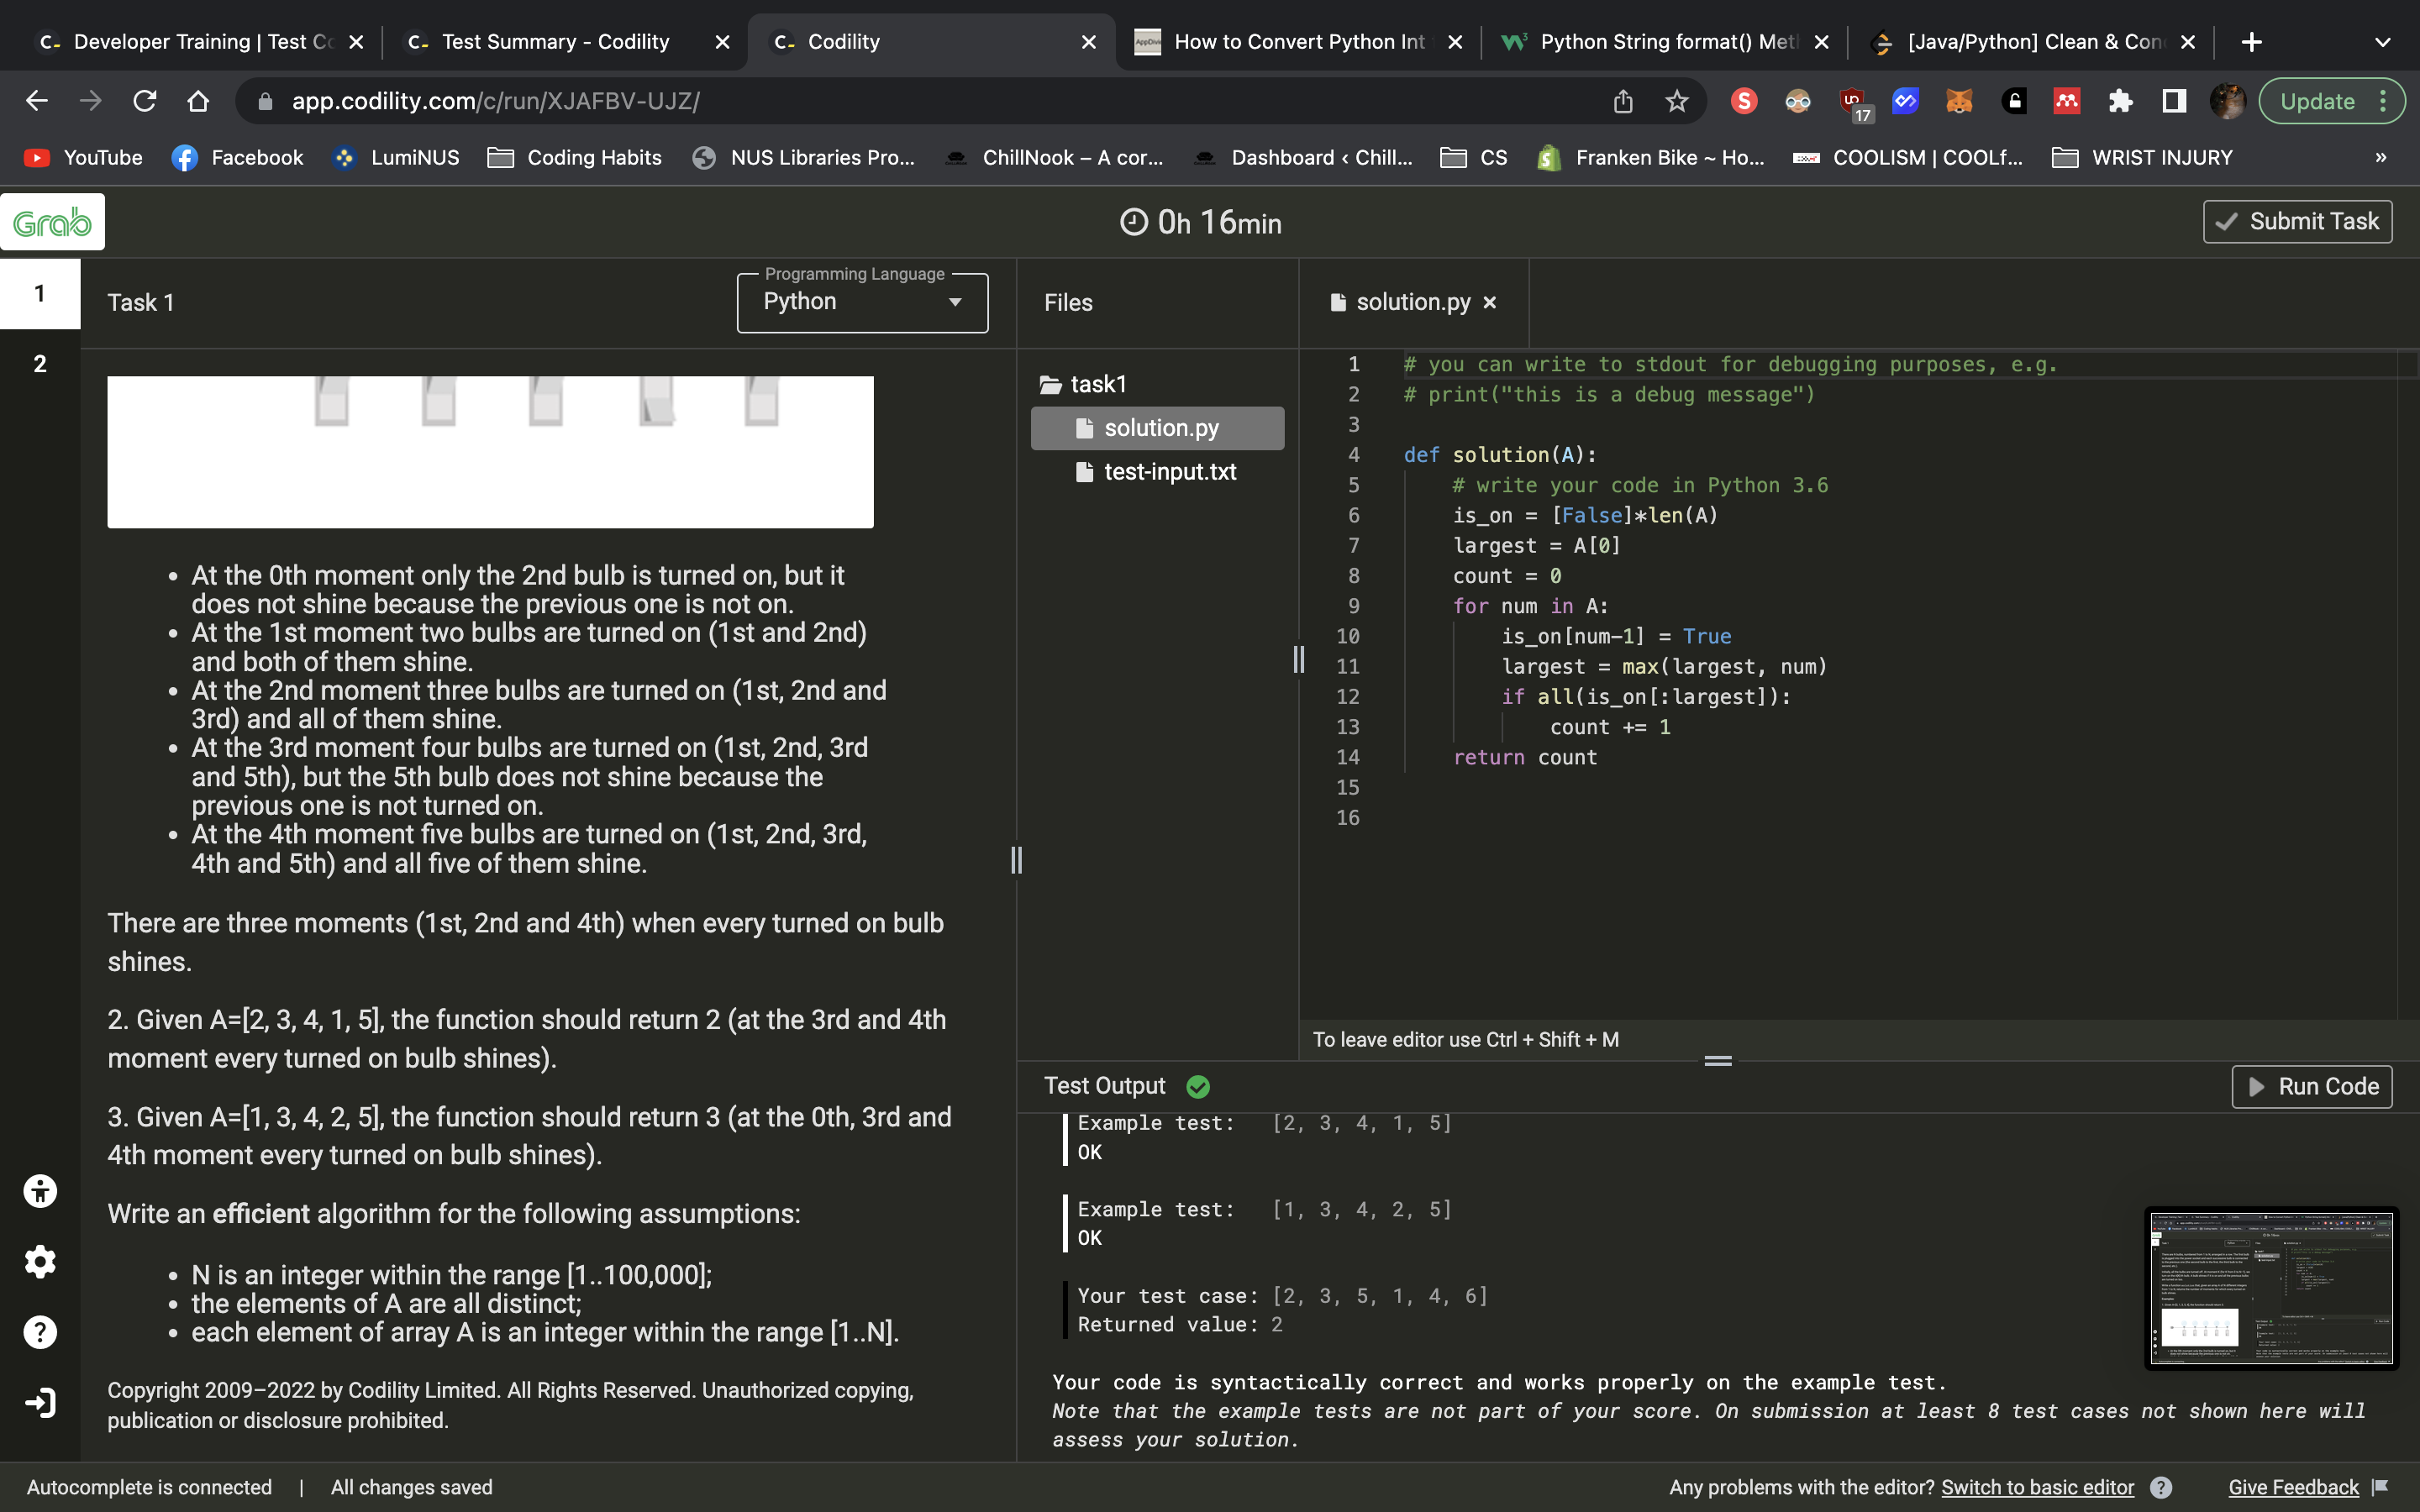 Developer Training | Test Co
Test Summary - Codility
Codility
How to Convert Python Int
Python String format() Met
[Java/Python] Clean & Con
app.codility.com/c/run/XJAFBV-UJZ/
17
Update
YouTube
Facebook
LumiNUS
Coding Habits
NUS Libraries Pro...
ChillNook – A cor...
Dashboard ‹ Chill...
CS
Franken Bike ~ Ho...
COOLISM | COOLf...
WRIST INJURY
»
Grab
0h 16min
Submit Task
1
2
Task 1
Programming Language
Python
At the 0th moment only the 2nd bulb is turned on, but it
does not shine because the previous one is not on.
At the 1st moment two bulbs are turned on (1st and 2nd)
and both of them shine.
At the 2nd moment three bulbs are turned on (1st, 2nd and
3rd) and all of them shine.
At the 3rd moment four bulbs are turned on (1st, 2nd, 3rd
and 5th), but the 5th bulb does not shine because the
previous one is not turned on.
At the 4th moment five bulbs are turned on (1st, 2nd, 3rd,
4th and 5th) and all five of them shine.
There are three moments (1st, 2nd and 4th) when every turned on bulb
shines.
2. Given A=[2, 3, 4, 1, 5], the function should return 2 (at the 3rd and 4th
moment every turned on bulb shines).
3. Given A=[1, 3, 4, 2, 5], the function should return 3 (at the 0th, 3rd and
4th moment every turned on bulb shines).
Write an efficient algorithm for the following assumptions:
N is an integer within the range [1..100,000];
the elements of A are all distinct;
each element of array A is an integer within the range [1..N].
Copyright 2009–2022 by Codility Limited. All Rights Reserved. Unauthorized copying,
publication or disclosure prohibited.
Files
task1
solution.py
test-input.txt
solution.py
1 # you can write to stdout for debugging purposes, e.g.
2 # print("this is a debug message")
3
4 def solution(A):
5 # write your code in Python 3.6
6 is_on = [False]*len(A)
7 largest = A[0]
8 count = 0
9 for num in A:
10 is_on[num-1] = True
11 largest = max(largest, num)
12 if all(is_on[:largest]):
13 count += 1
14 return count
15
16
To leave editor use Ctrl + Shift + M
Test Output
Run Code
Example test: [2, 3, 4, 1, 5]
OK
Example test: [1, 3, 4, 2, 5]
OK
Your test case: [2, 3, 5, 1, 4, 6]
Returned value: 2
Your code is syntactically correct and works properly on the example test.
Note that the example tests are not part of your score. On submission at least 8 test cases not shown here will
assess your solution.
Autocomplete is connected | All changes saved
Any problems with the editor? Switch to basic editor
Give Feedback